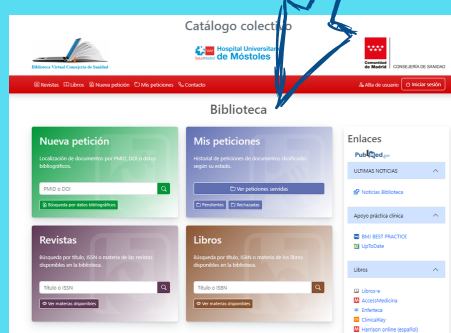 Catálogo colectivo
Biblioteca Virtual Consejería de Sanidad
Hospital Universitario
de Móstoles
Comunidad
de Madrid
CONSEJERÍA DE SANIDAD
Revistas Libros Nueva petición Mis peticiones Contacto
Alta de usuario Iniciar sesión
Biblioteca
Nueva petición
Localización de documentos por PMID, DOI o datos
bibliográficos.
PMID o DOI
Búsqueda por datos bibliográficos
Mis peticiones
Historial de peticiones de documentos clasificadas
según su estado.
Ver peticiones servidas
Pendientes Rechazadas
Revistas
Búsqueda por título, ISSN o materia de las revistas
disponibles en la biblioteca.
Título o ISSN
Ver materias disponibles
Libros
Búsqueda por título, ISBN o materia de los libros
disponibles en la biblioteca.
Título o ISBN
Ver materias disponibles
Enlaces
PubMed.gov
ULTIMAS NOTICIAS
Noticias Biblioteca
Apoyo práctica clínica
BMJ BEST PRACTICE
UpToDate
Libros
Libros-e
AccessMedicina
Enferteca
ClinicalKey
Harrison online (español)